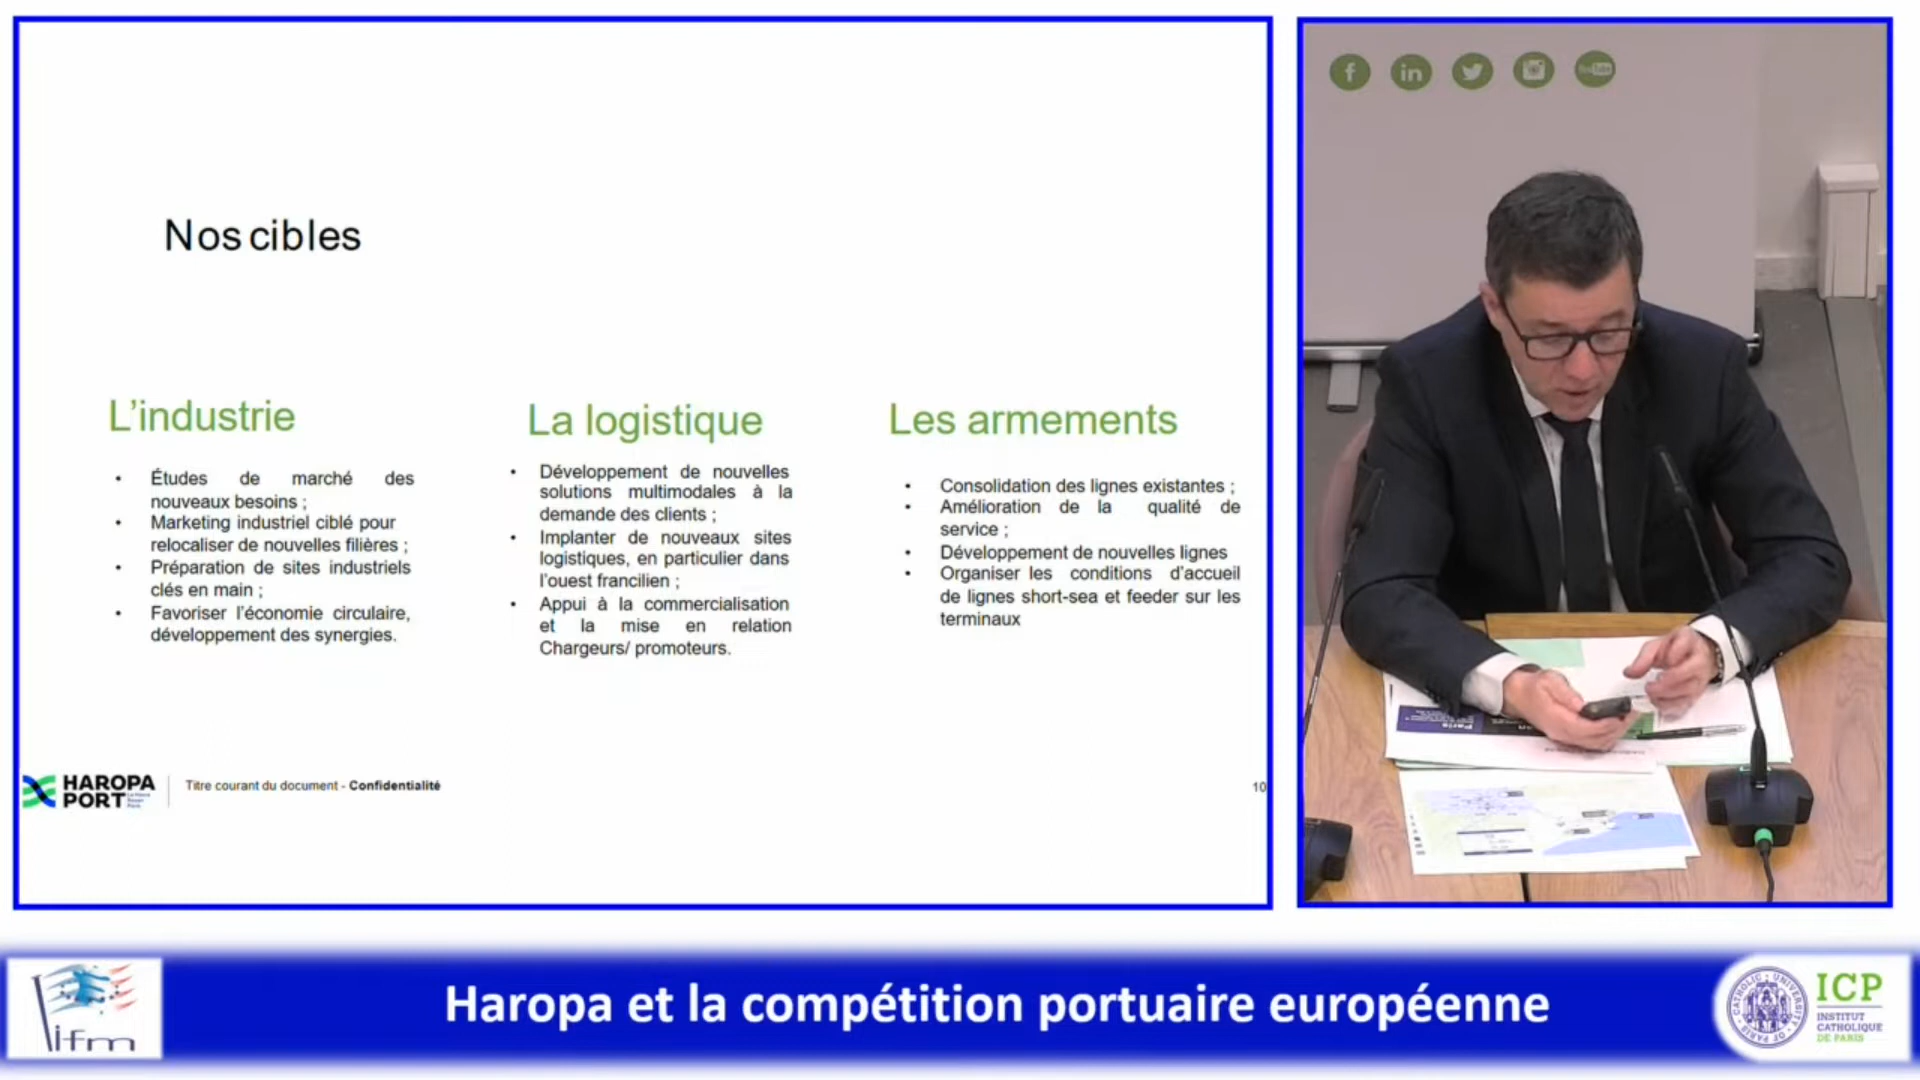 Nos cibles
L'industrie
• Études de marché des
nouveaux besoins ;
• Marketing industriel ciblé pour
relocaliser de nouvelles filières ;
• Préparation de sites industriels
clés en main ;
• Favoriser l'économie circulaire,
développement des synergies.
La logistique
• Développement de nouvelles
solutions multimodales à la
demande des clients ;
• Implanter de nouveaux sites
logistiques, en particulier dans
l'ouest francilien ;
• Appui à la commercialisation
et la mise en relation
Chargeurs/ promoteurs.
Les armements
• Consolidation des lignes existantes ;
• Amélioration de la qualité de
service ;
• Développement de nouvelles lignes
• Organiser les conditions d'accueil
de lignes short-sea et feeder sur les
terminaux
HAROPA
PORT
Titre courant du document - Confidentialité
10
f
in
Haropa et la compétition portuaire européenne
ifm
ICP
INSTITUT
CATHOLIQUE
DE PARIS